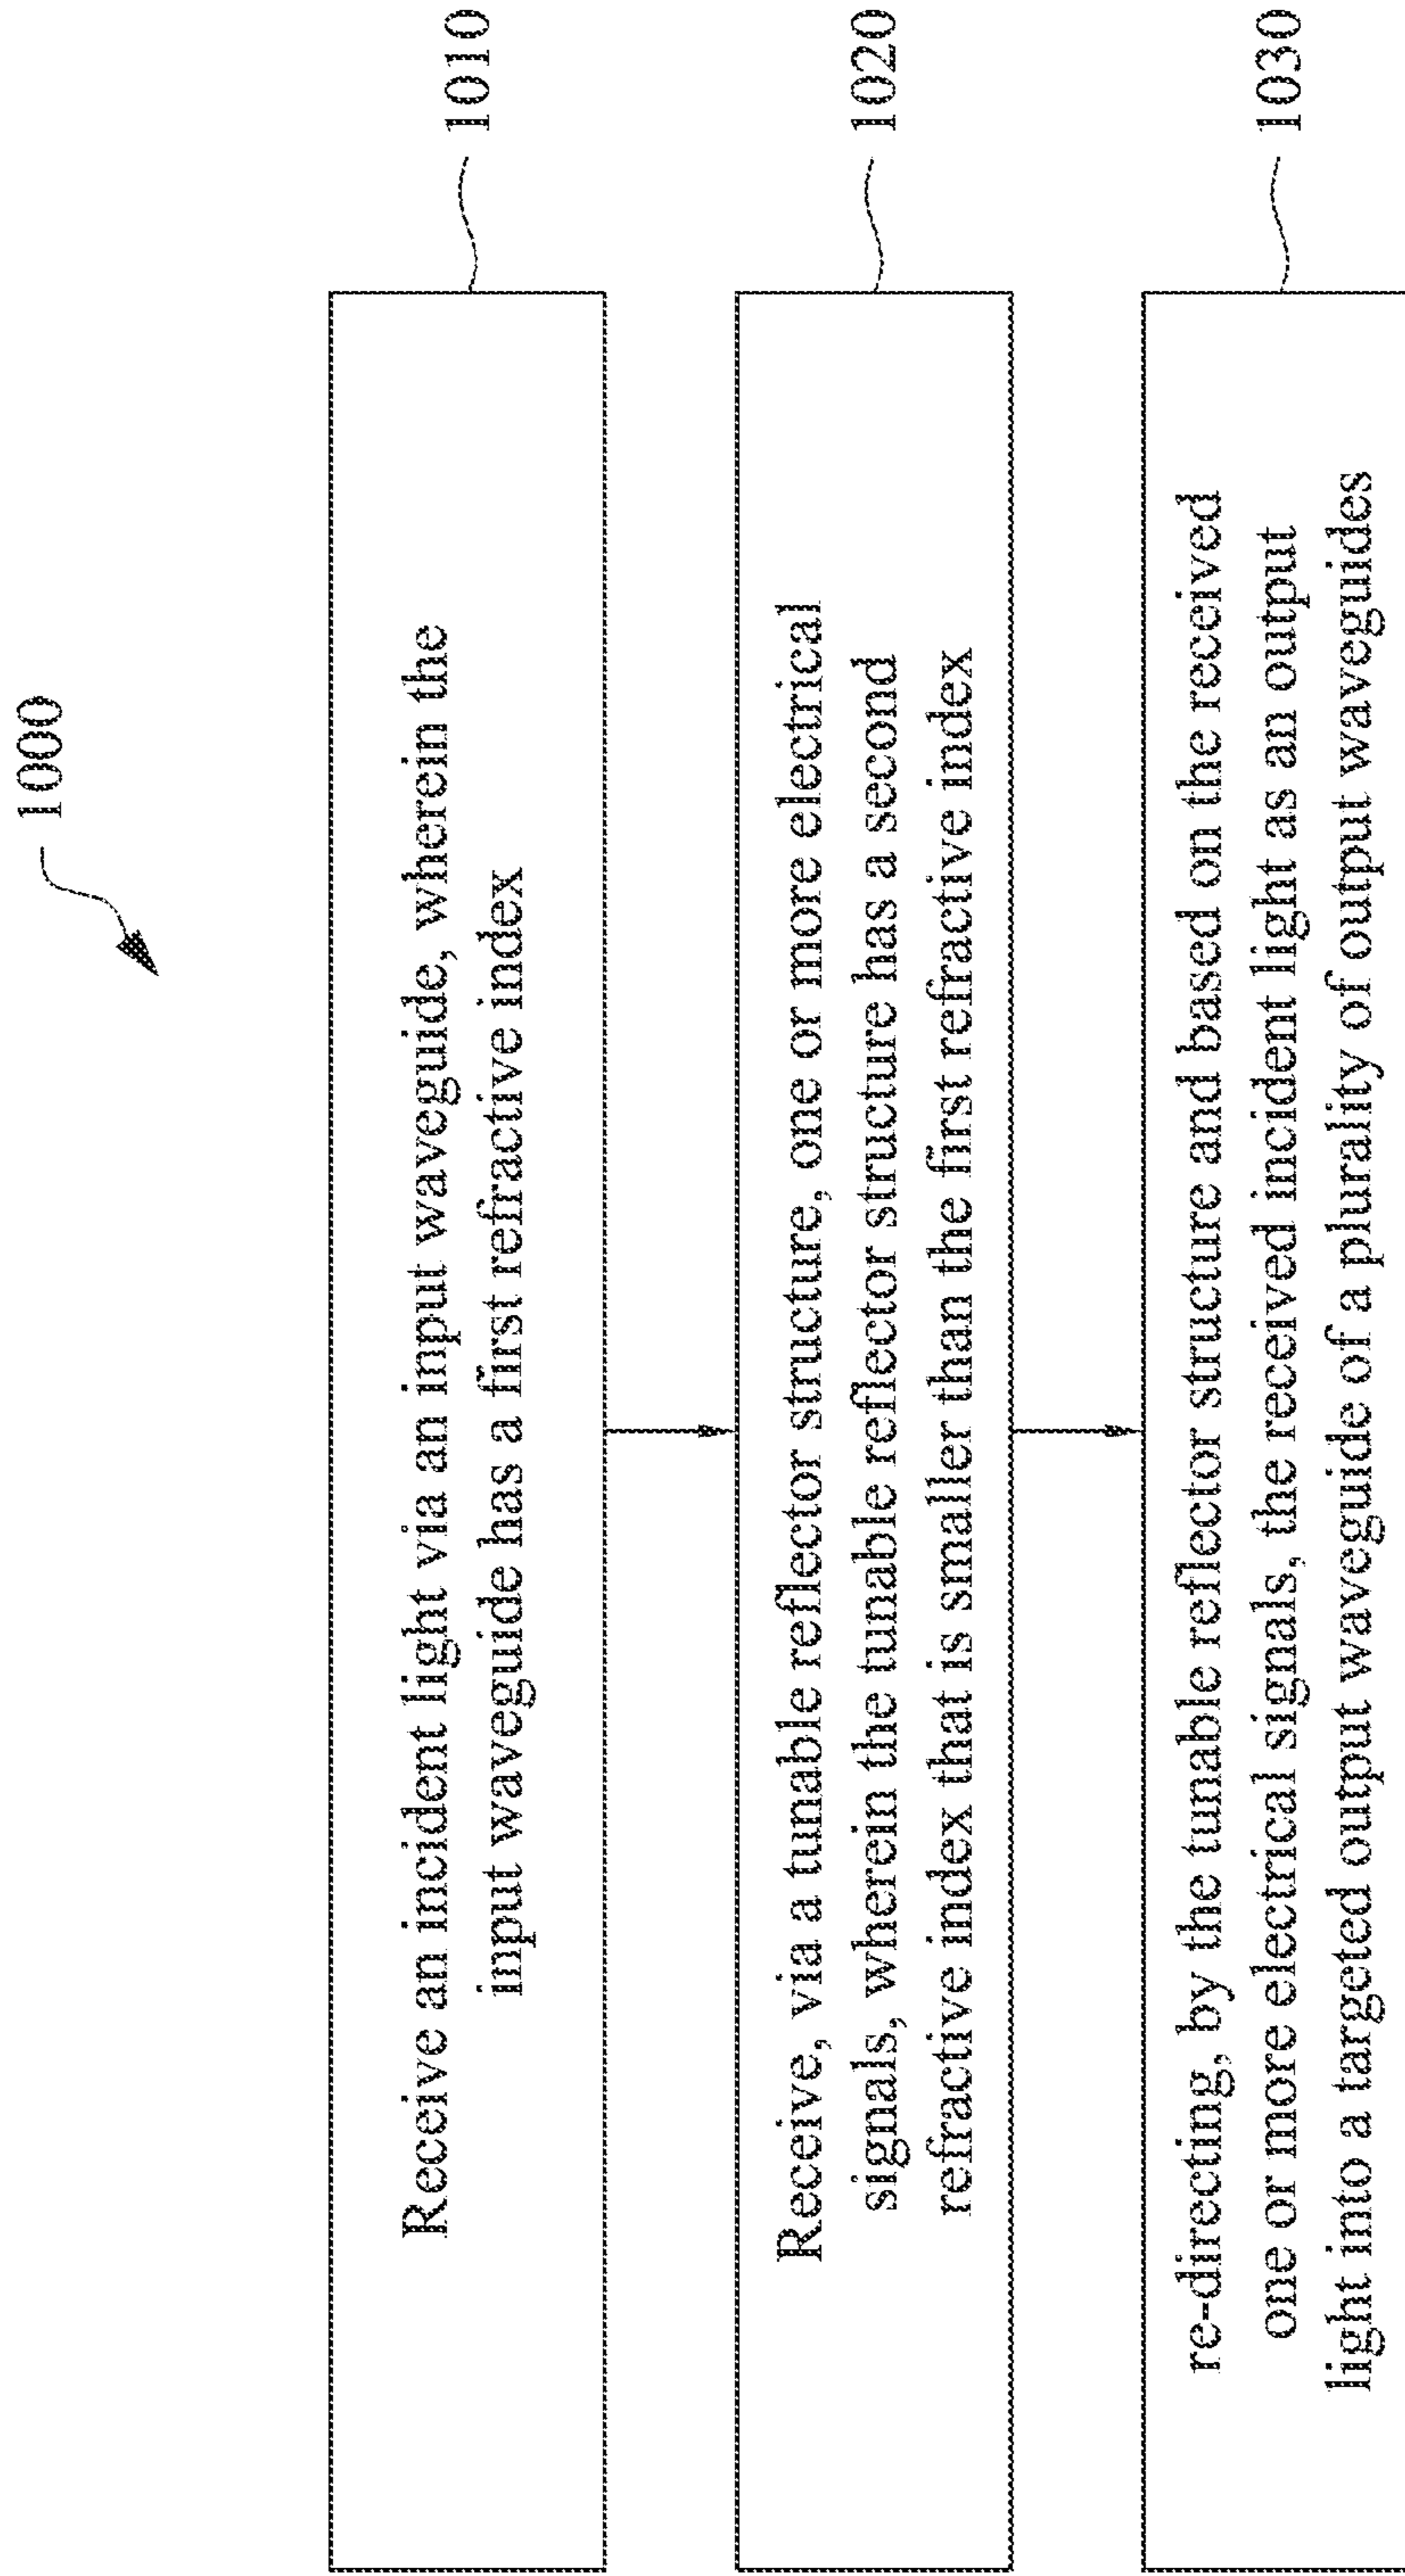 1000
Receive an incident light via an input waveguide, wherein the
input waveguide has a first refractive index
1010
Receive, via a tunable reflector structure, one or more electrical
signals, wherein the tunable reflector structure has a second
refractive index that is smaller than the first refractive index
1020
re-directing, by the tunable reflector structure and based on the received
one or more electrical signals, the received incident light as an output
light into a targeted output waveguide of a plurality of output waveguides
1030